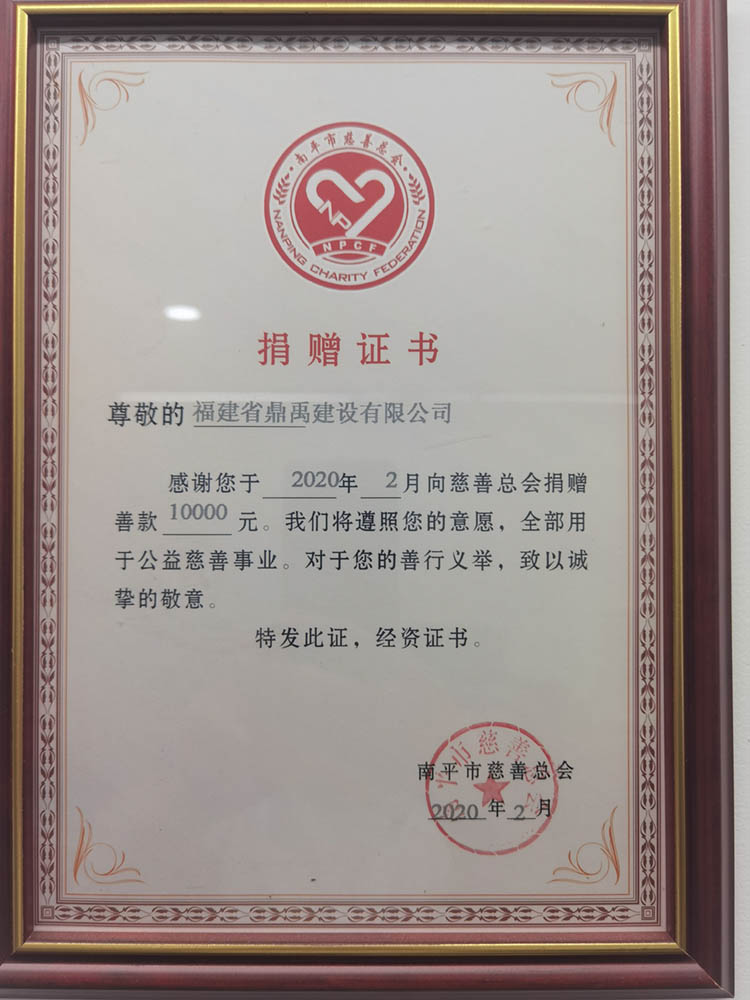 南平市慈善总会
NP
NPCF
NANPING CHARITY FEDERATION
捐赠证书
尊敬的 福建省鼎禹建设有限公司
感谢您于 2020年 2月向慈善总会捐赠
善款 10000 元。我们将遵照您的意愿，全部用
于公益慈善事业。对于您的善行义举，致以诚
挚的敬意。
特发此证，经资证书。
南平市慈善总会
2020 年 2 月